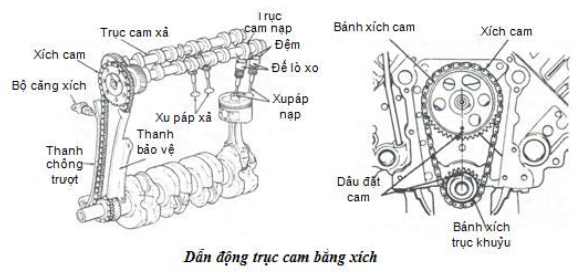 Trục
cam nạp
Trục cam xả
Đệm
Xích cam
Đế lò xo
Bộ căng xích
Xu páp xả
Xupáp
nạp
Thanh
bảo vệ
Thanh
chông
trượt
Bánh xích cam
Xích cam
Dâu đặt
cam
Bánh xích
trục khuỷu
Dẫn động trục cam bằng xích